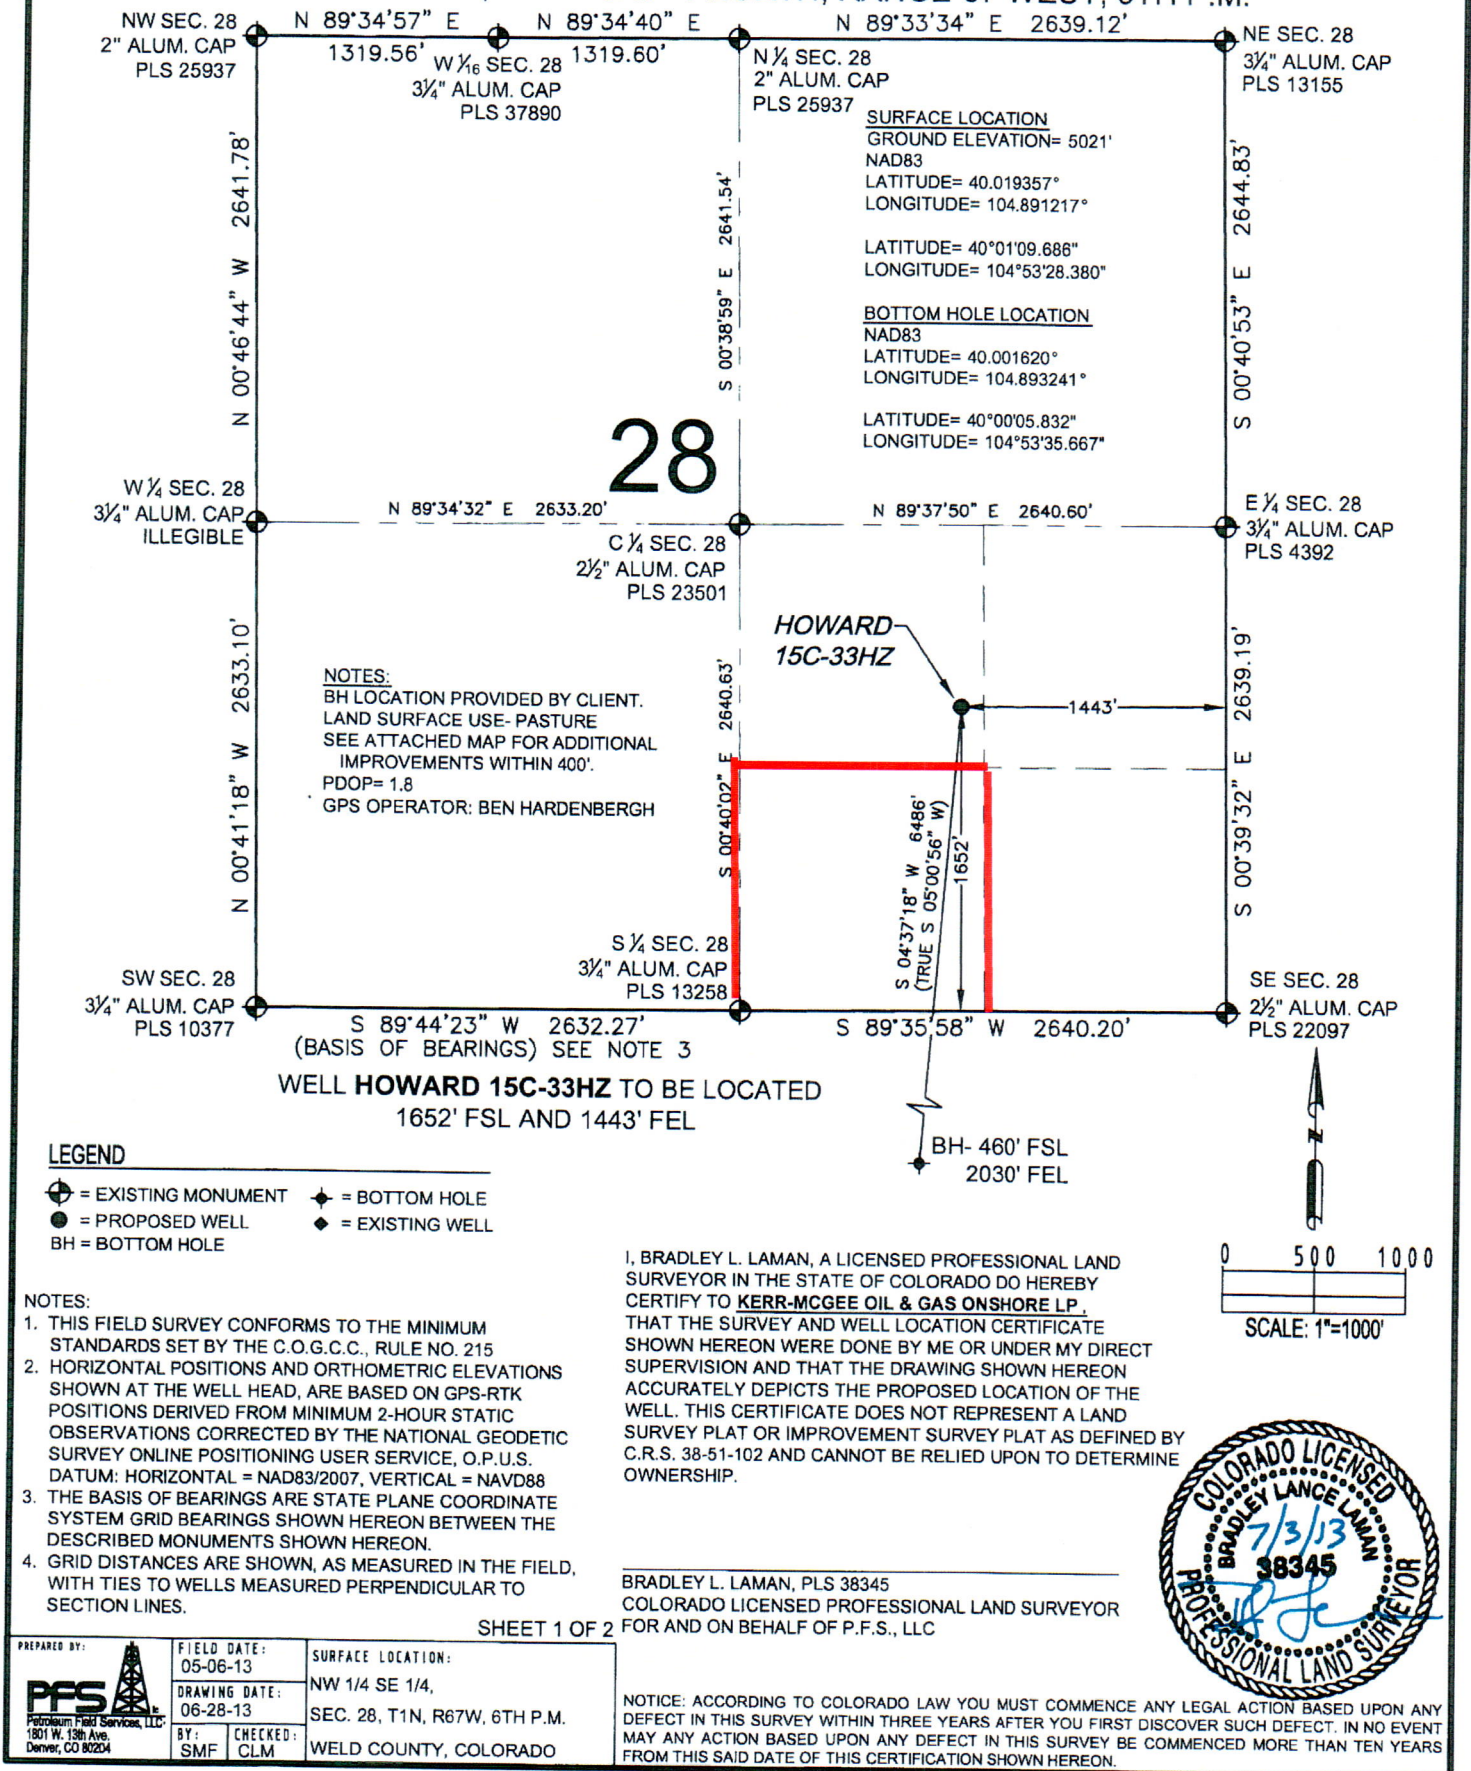 RANGE 67 WEST, 6TH P.M.
NW SEC. 28
2" ALUM. CAP
PLS 25937
N 89°34'57" E
1319.56'
W 1/16 SEC. 28
3¼" ALUM. CAP
PLS 37890
N 89°34'40" E
1319.60'
N ¼ SEC. 28
2" ALUM. CAP
PLS 25937
N 89°33'34" E 2639.12'
NE SEC. 28
3¼" ALUM. CAP
PLS 13155
SURFACE LOCATION
GROUND ELEVATION= 5021'
NAD83
LATITUDE= 40.019357°
LONGITUDE= 104.891217°
LATITUDE= 40°01'09.686"
LONGITUDE= 104°53'28.380"
BOTTOM HOLE LOCATION
NAD83
LATITUDE= 40.001620°
LONGITUDE= 104.893241°
LATITUDE= 40°00'05.832"
LONGITUDE= 104°53'35.667"
N 00°46'44" W 2641.78'
S 00°38'59" E 2641.54'
S 00°40'53" E 2644.83'
28
W ¼ SEC. 28
3¼" ALUM. CAP
ILLEGIBLE
N 89°34'32" E 2633.20'
C ¼ SEC. 28
2½" ALUM. CAP
PLS 23501
N 89°37'50" E 2640.60'
E ¼ SEC. 28
3¼" ALUM. CAP
PLS 4392
HOWARD
15C-33HZ
1443'
N 00°41'18" W 2633.10'
NOTES:
BH LOCATION PROVIDED BY CLIENT.
LAND SURFACE USE- PASTURE
SEE ATTACHED MAP FOR ADDITIONAL
IMPROVEMENTS WITHIN 400'.
PDOP= 1.8
GPS OPERATOR: BEN HARDENBERGH
S 00°40'02" E 2640.63'
S 04°37'18" W 6486'
(TRUE S 05°00'56" W)
1652'
S 00°39'32" E 2639.19'
SW SEC. 28
3¼" ALUM. CAP
PLS 10377
S ¼ SEC. 28
3¼" ALUM. CAP
PLS 13258
SE SEC. 28
2½" ALUM. CAP
PLS 22097
S 89°44'23" W 2632.27'
(BASIS OF BEARINGS) SEE NOTE 3
S 89°35'58" W 2640.20'
WELL HOWARD 15C-33HZ TO BE LOCATED
1652' FSL AND 1443' FEL
BH- 460' FSL
2030' FEL
N
LEGEND
= EXISTING MONUMENT
= BOTTOM HOLE
= PROPOSED WELL
= EXISTING WELL
BH = BOTTOM HOLE
0 500 1000
SCALE: 1"=1000'
NOTES:
1. THIS FIELD SURVEY CONFORMS TO THE MINIMUM
STANDARDS SET BY THE C.O.G.C.C., RULE NO. 215
2. HORIZONTAL POSITIONS AND ORTHOMETRIC ELEVATIONS
SHOWN AT THE WELL HEAD, ARE BASED ON GPS-RTK
POSITIONS DERIVED FROM MINIMUM 2-HOUR STATIC
OBSERVATIONS CORRECTED BY THE NATIONAL GEODETIC
SURVEY ONLINE POSITIONING USER SERVICE, O.P.U.S.
DATUM: HORIZONTAL = NAD83/2007, VERTICAL = NAVD88
3. THE BASIS OF BEARINGS ARE STATE PLANE COORDINATE
SYSTEM GRID BEARINGS SHOWN HEREON BETWEEN THE
DESCRIBED MONUMENTS SHOWN HEREON.
4. GRID DISTANCES ARE SHOWN, AS MEASURED IN THE FIELD,
WITH TIES TO WELLS MEASURED PERPENDICULAR TO
SECTION LINES.
I, BRADLEY L. LAMAN, A LICENSED PROFESSIONAL LAND
SURVEYOR IN THE STATE OF COLORADO DO HEREBY
CERTIFY TO KERR-MCGEE OIL & GAS ONSHORE LP,
THAT THE SURVEY AND WELL LOCATION CERTIFICATE
SHOWN HEREON WERE DONE BY ME OR UNDER MY DIRECT
SUPERVISION AND THAT THE DRAWING SHOWN HEREON
ACCURATELY DEPICTS THE PROPOSED LOCATION OF THE
WELL. THIS CERTIFICATE DOES NOT REPRESENT A LAND
SURVEY PLAT OR IMPROVEMENT SURVEY PLAT AS DEFINED BY
C.R.S. 38-51-102 AND CANNOT BE RELIED UPON TO DETERMINE
OWNERSHIP.
COLORADO LICENSED
BRADLEY LANCE LAMAN
7/3/13
38345
PROFESSIONAL LAND SURVEYOR
BRADLEY L. LAMAN, PLS 38345
COLORADO LICENSED PROFESSIONAL LAND SURVEYOR
FOR AND ON BEHALF OF P.F.S., LLC
SHEET 1 OF 2
PREPARED BY:
PFS
Petroleum Field Services, LLC
1801 W. 13th Ave.
Denver, CO 80204
FIELD DATE:
05-06-13
DRAWING DATE:
06-28-13
BY:
SMF
CHECKED:
CLM
SURFACE LOCATION:
NW 1/4 SE 1/4,
SEC. 28, T1N, R67W, 6TH P.M.
WELD COUNTY, COLORADO
NOTICE: ACCORDING TO COLORADO LAW YOU MUST COMMENCE ANY LEGAL ACTION BASED UPON ANY
DEFECT IN THIS SURVEY WITHIN THREE YEARS AFTER YOU FIRST DISCOVER SUCH DEFECT. IN NO EVENT
MAY ANY ACTION BASED UPON ANY DEFECT IN THIS SURVEY BE COMMENCED MORE THAN TEN YEARS
FROM THIS SAID DATE OF THIS CERTIFICATION SHOWN HEREON.